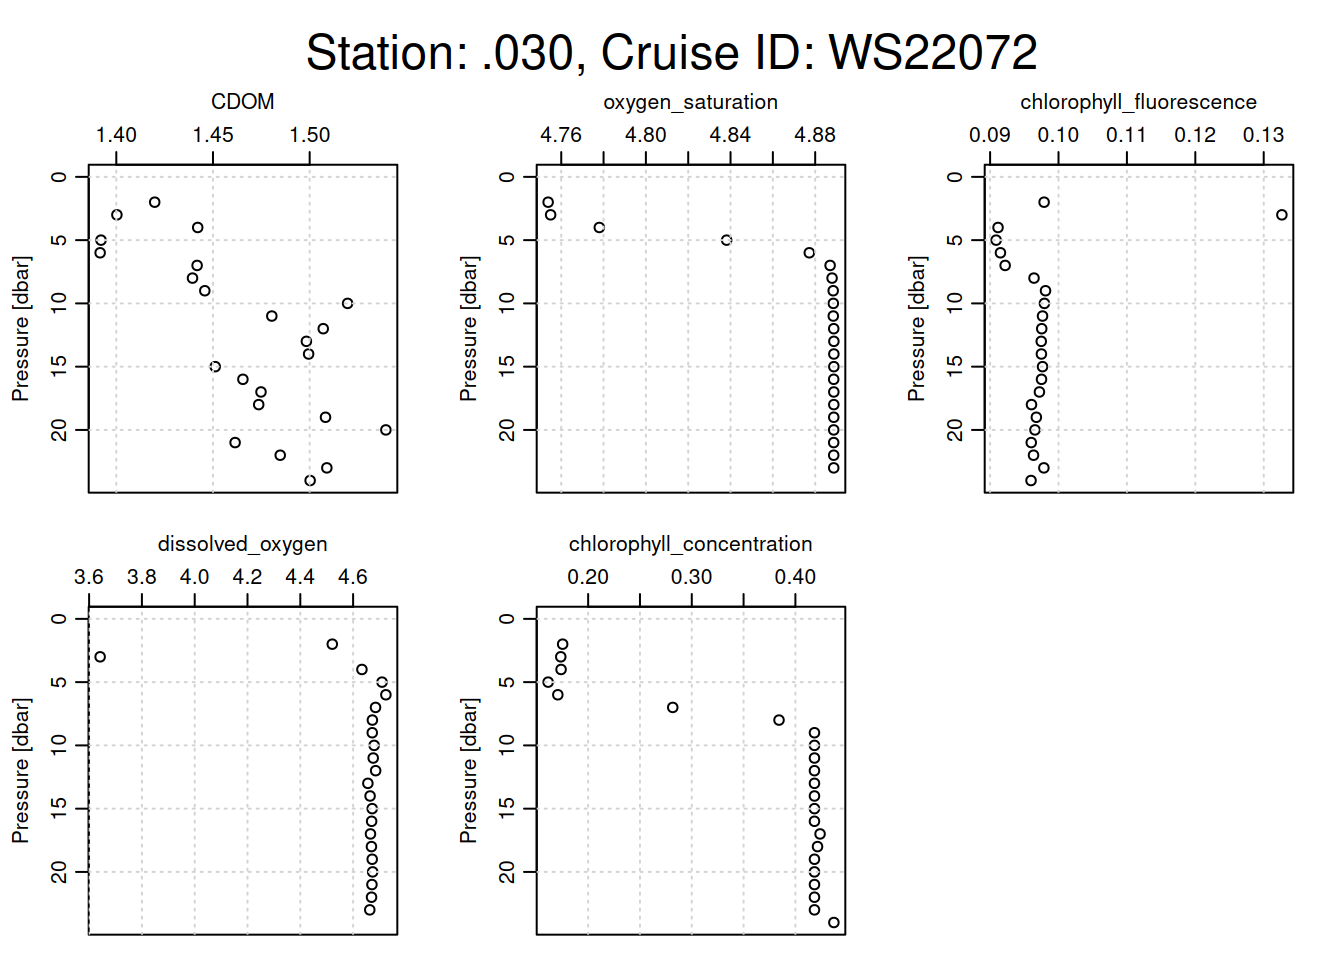 Station: .030, Cruise ID: WS22072
CDOM
1.40 1.45 1.50
0
5
10
15
20
Pressure [dbar]
oxygen_saturation
4.76 4.80 4.84 4.88
0
5
10
15
20
Pressure [dbar]
chlorophyll_fluorescence
0.09 0.10 0.11 0.12 0.13
0
5
10
15
20
Pressure [dbar]
dissolved_oxygen
3.6 3.8 4.0 4.2 4.4 4.6
0
5
10
15
20
Pressure [dbar]
chlorophyll_concentration
0.20 0.30 0.40
0
5
10
15
20
Pressure [dbar]